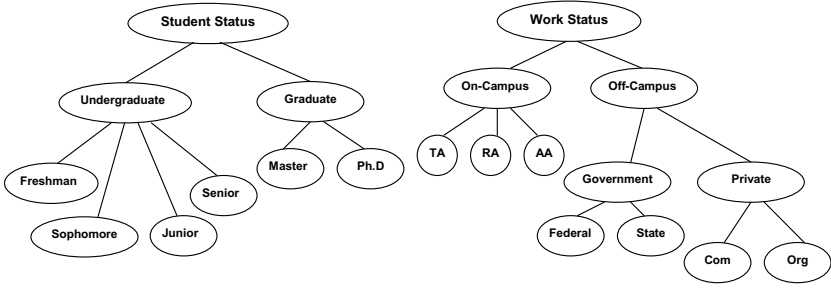 Student Status
Undergraduate
Graduate
Freshman
Sophomore
Junior
Senior
Master
Ph.D
Work Status
On-Campus
Off-Campus
TA
RA
AA
Government
Private
Federal
State
Com
Org